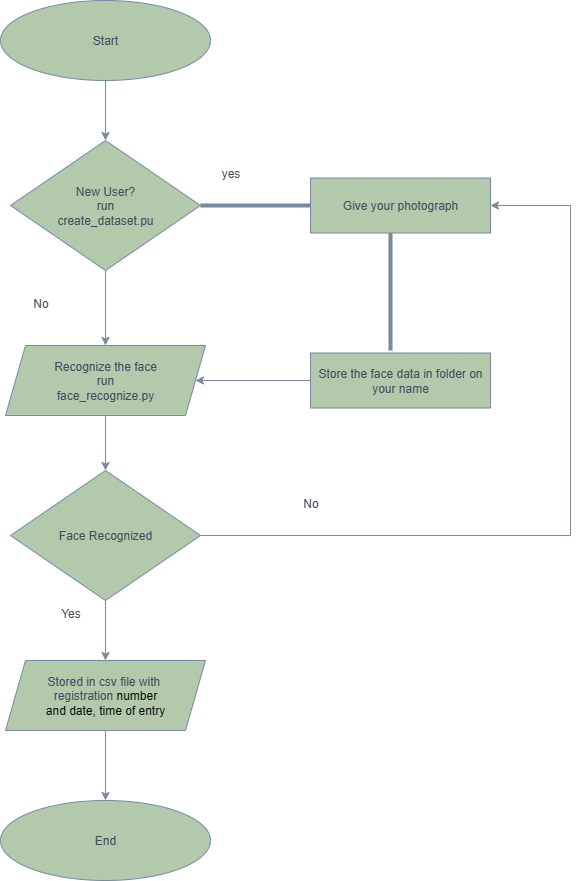 Start
New User?
run
create_dataset.pu
yes
Give your photograph
No
Recognize the face
run
face_recognize.py
Store the face data in folder on
your name
Face Recognized
No
Yes
Stored in csv file with
registration number
and date, time of entry
End